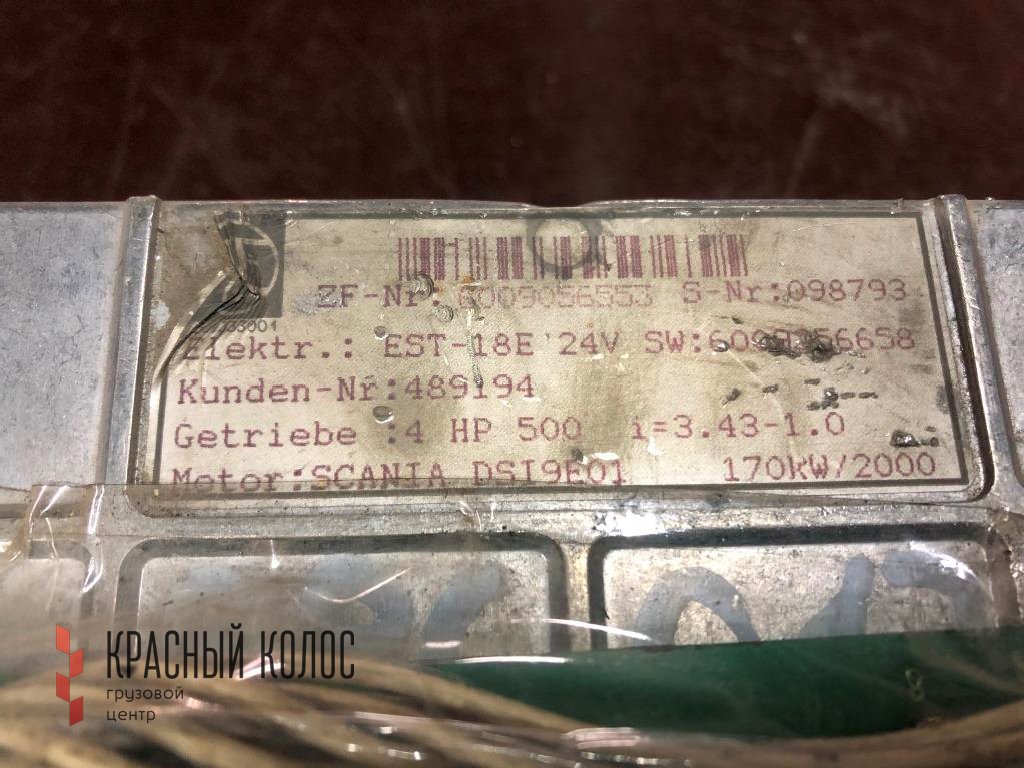 ZF-Nr:6009056553 S-Nr:098793
Elektr.: EST-18E 24V
Kunden-Nr:489194
Getriebe :4 HP 500 i=3.43-1.0
Motor:SCANIA DSI9E01 170kW/2000
КРАСНЫЙ КОЛОС
грузовой
центр